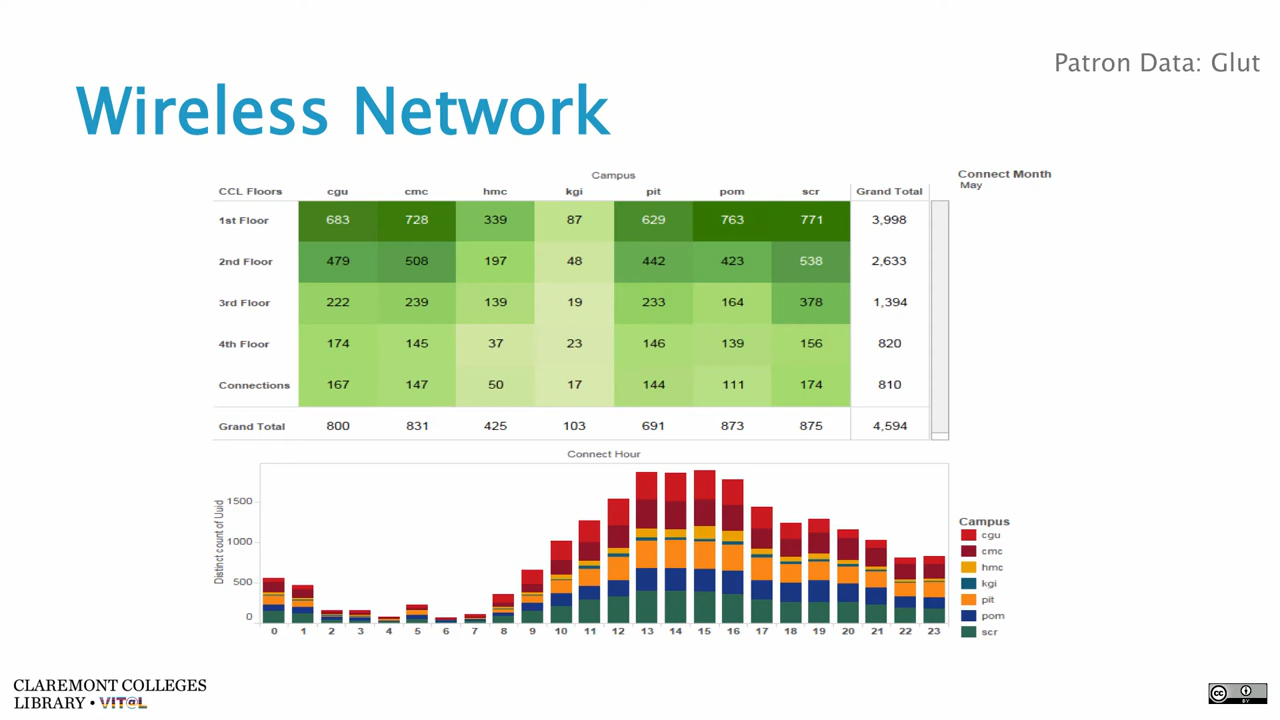 Patron Data: Glut
Wireless Network
Campus
Connect Month
May
CCL Floors cgu cmc hmc kgi pit pom scr Grand Total
1st Floor 683 728 339 87 629 763 771 3,998
2nd Floor 479 508 197 48 442 423 538 2,633
3rd Floor 222 239 139 19 233 164 378 1,394
4th Floor 174 145 37 23 146 139 156 820
Connections 167 147 50 17 144 111 174 810
Grand Total 800 831 425 103 691 873 875 4,594
Connect Hour
Distinct count of Uuid
1500
1000
500
0
0 1 2 3 4 5 6 7 8 9 10 11 12 13 14 15 16 17 18 19 20 21 22 23
Campus
cgu
cmc
hmc
kgi
pit
pom
scr
CLAREMONT COLLEGES
LIBRARY • VIT@L
cc
BY